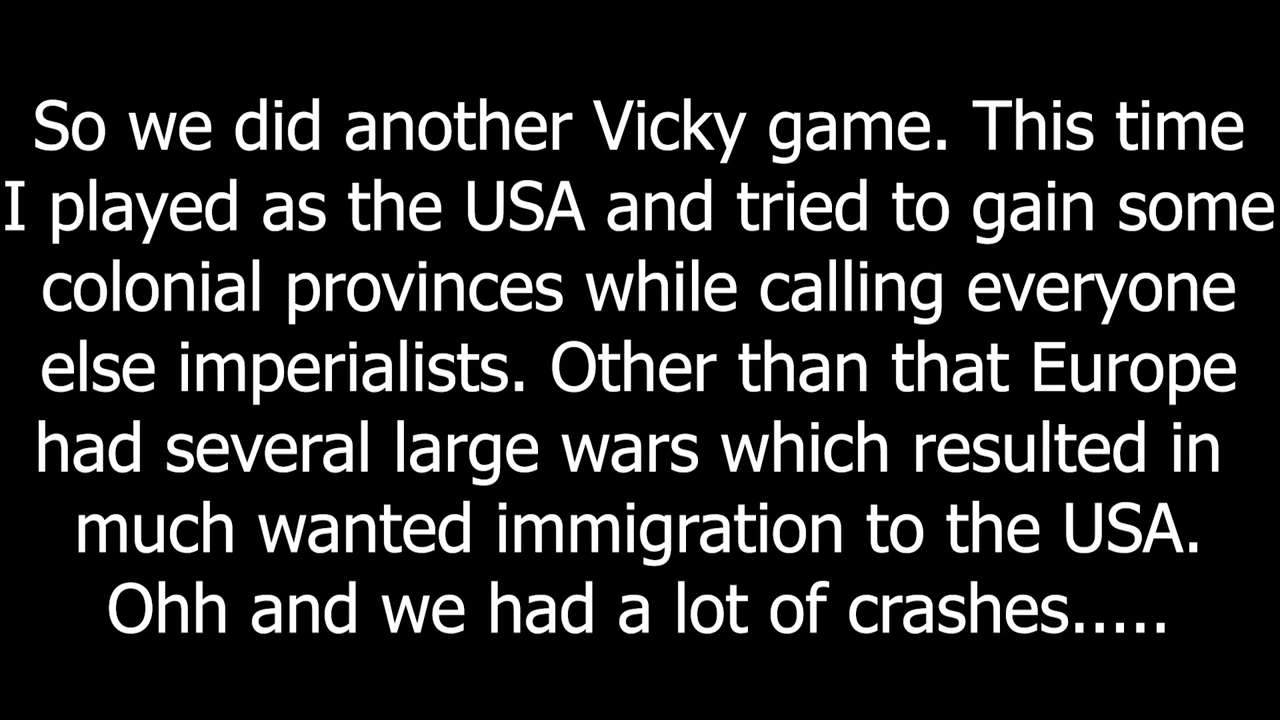 So we did another Vicky game. This time
I played as the USA and tried to gain some
colonial provinces while calling everyone
else imperialists. Other than that Europe
had several large wars which resulted in
much wanted immigration to the USA.
Ohh and we had a lot of crashes.....